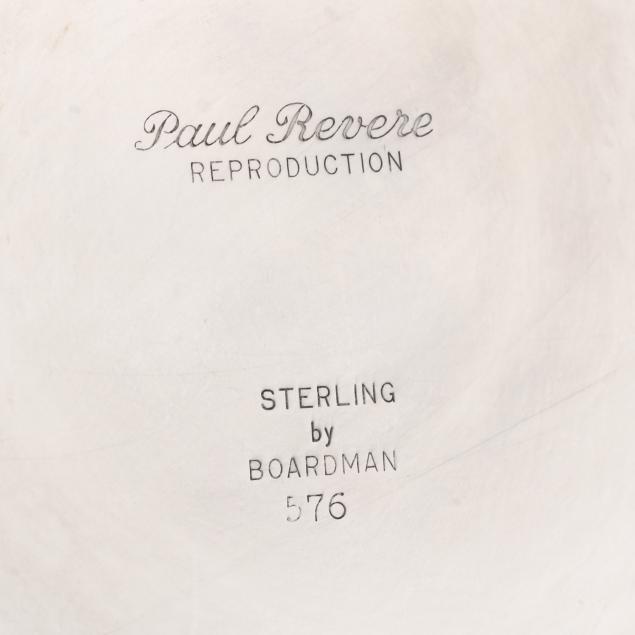 Paul Revere
REPRODUCTION
STERLING
by
BOARDMAN
576